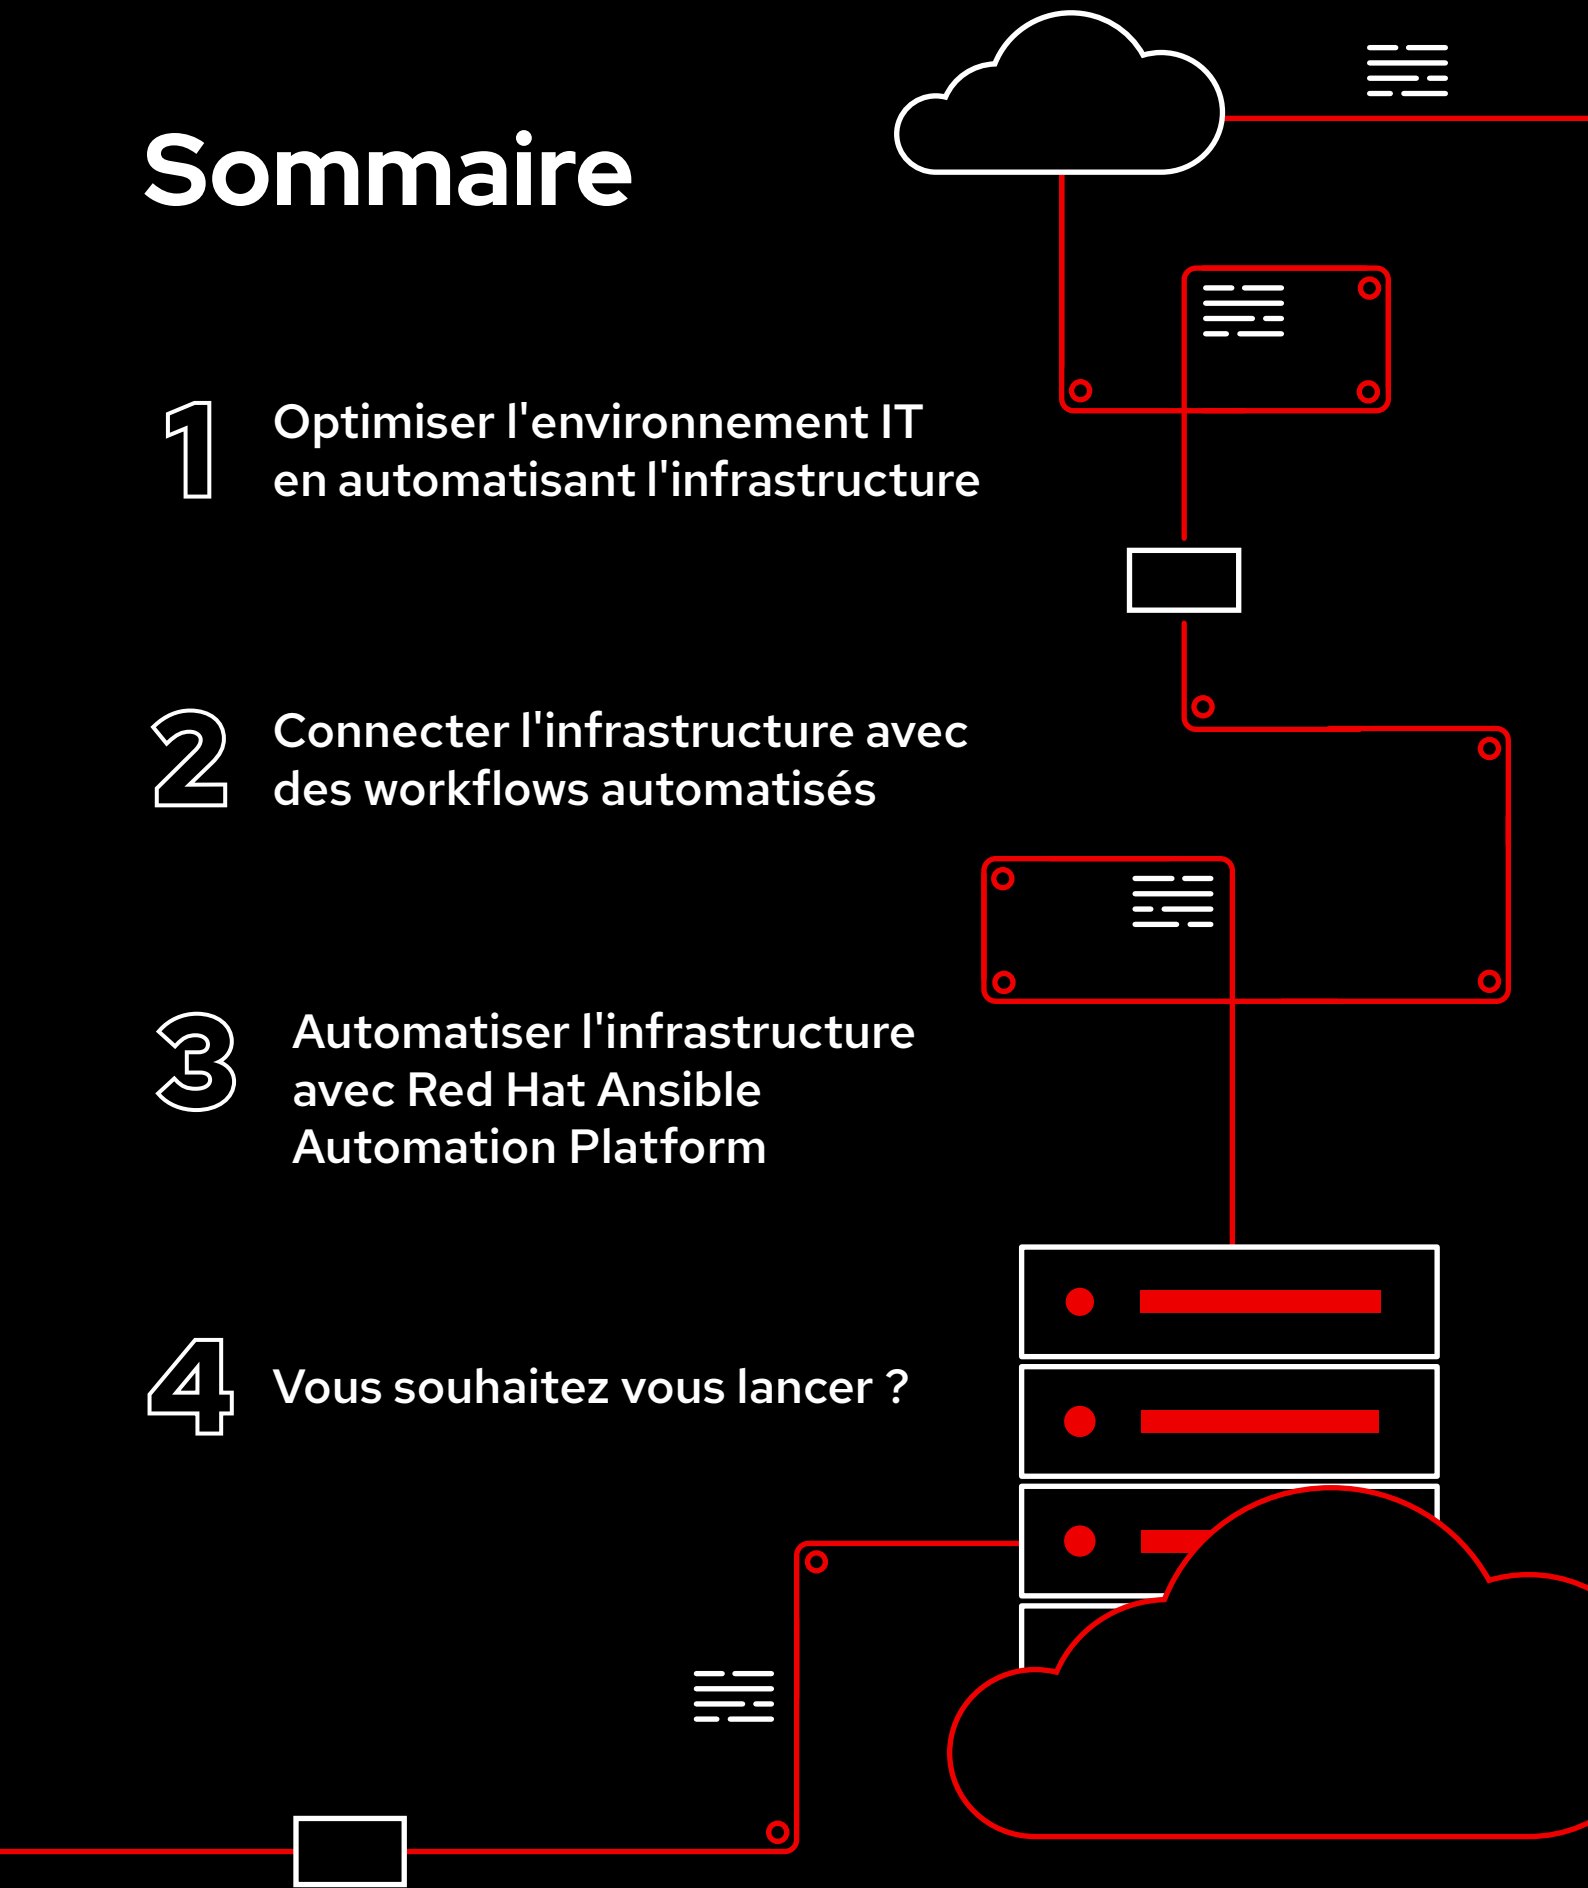 Sommaire
1
Optimiser l'environnement IT
en automatisant l'infrastructure
2
Connecter l'infrastructure avec
des workflows automatisés
3
Automatiser l'infrastructure
avec Red Hat Ansible
Automation Platform
4
Vous souhaitez vous lancer ?